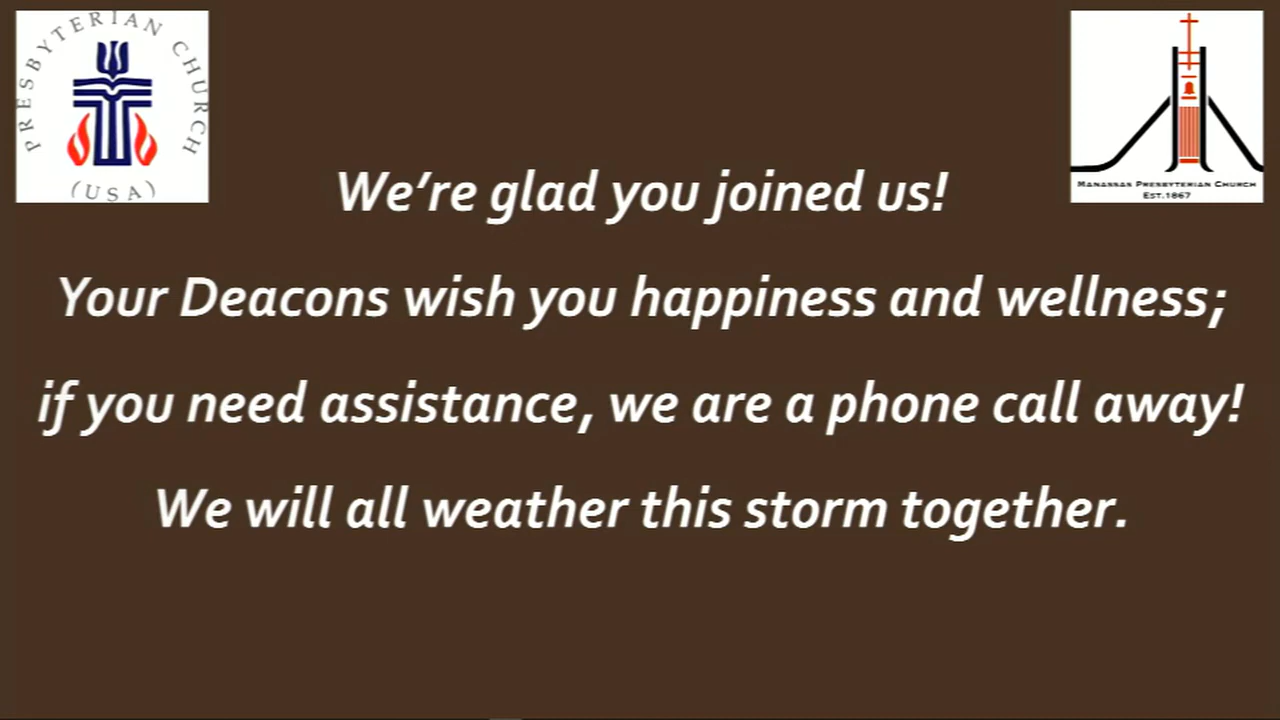 PRESBYTERIAN CHURCH
(USA)
MANASSAS PRESBYTERIAN CHURCH
EST.1867
We're glad you joined us!
Your Deacons wish you happiness and wellness;
if you need assistance, we are a phone call away!
We will all weather this storm together.